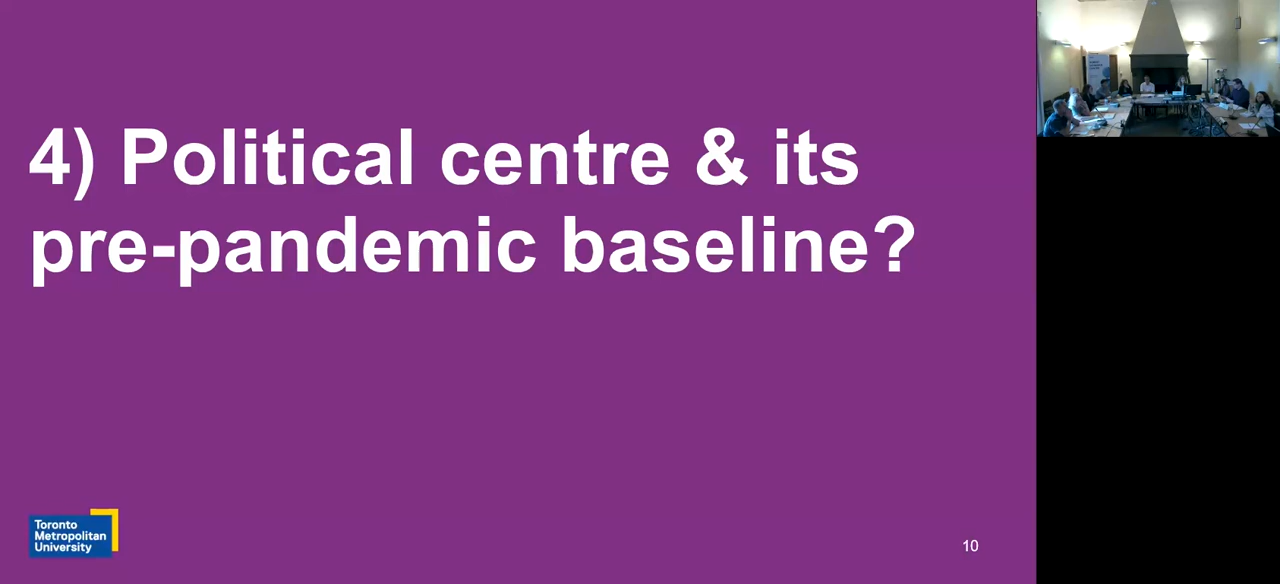 4) Political centre & its
pre-pandemic baseline?
Toronto
Metropolitan
University
10